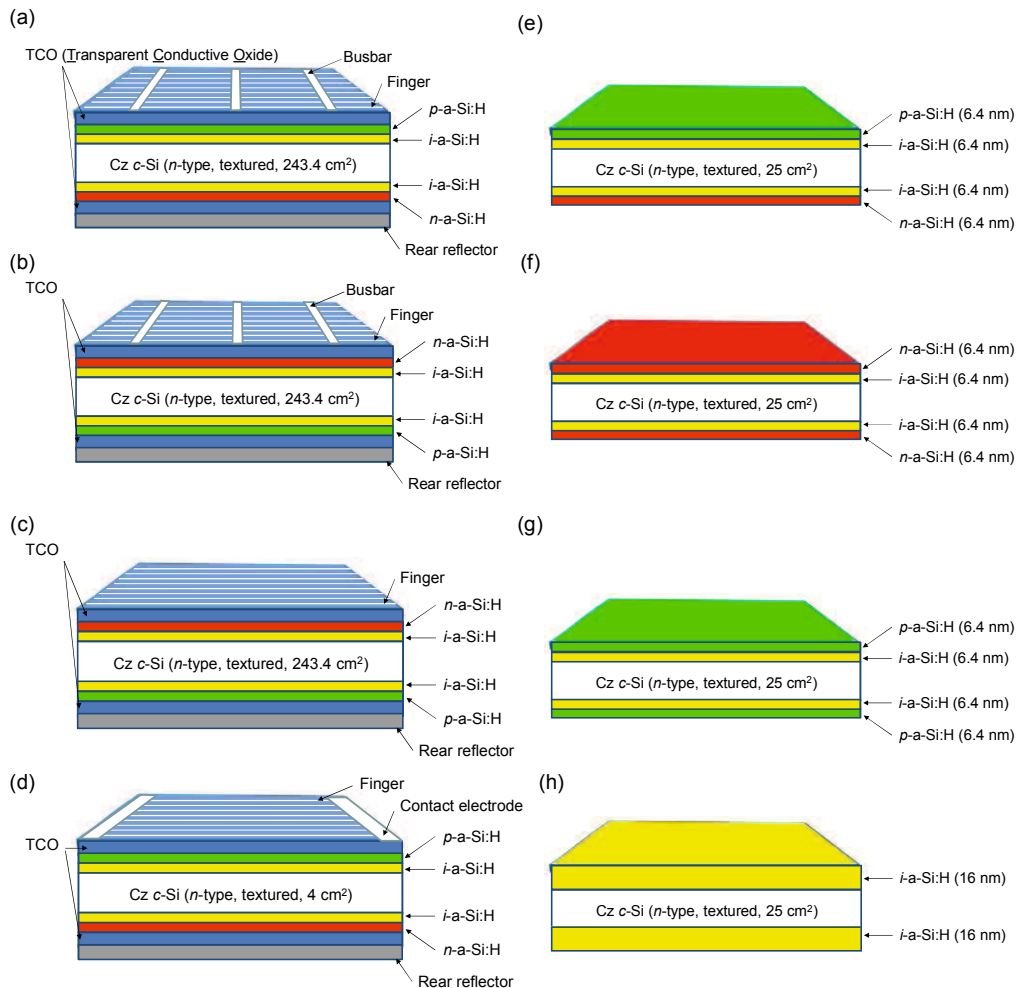 (a)
TCO (Transparent Conductive Oxide)
Busbar
Finger
p-a-Si:H
i-a-Si:H
Cz c-Si (n-type, textured, 243.4 cm²)
i-a-Si:H
n-a-Si:H
Rear reflector
(b)
TCO
Busbar
Finger
n-a-Si:H
i-a-Si:H
Cz c-Si (n-type, textured, 243.4 cm²)
i-a-Si:H
p-a-Si:H
Rear reflector
(c)
TCO
Finger
n-a-Si:H
i-a-Si:H
Cz c-Si (n-type, textured, 243.4 cm²)
i-a-Si:H
p-a-Si:H
Rear reflector
(d)
Finger
Contact electrode
TCO
p-a-Si:H
i-a-Si:H
Cz c-Si (n-type, textured, 4 cm²)
i-a-Si:H
n-a-Si:H
Rear reflector
(e)
p-a-Si:H (6.4 nm)
i-a-Si:H (6.4 nm)
Cz c-Si (n-type, textured, 25 cm²)
i-a-Si:H (6.4 nm)
n-a-Si:H (6.4 nm)
(f)
n-a-Si:H (6.4 nm)
i-a-Si:H (6.4 nm)
Cz c-Si (n-type, textured, 25 cm²)
i-a-Si:H (6.4 nm)
n-a-Si:H (6.4 nm)
(g)
p-a-Si:H (6.4 nm)
i-a-Si:H (6.4 nm)
Cz c-Si (n-type, textured, 25 cm²)
i-a-Si:H (6.4 nm)
p-a-Si:H (6.4 nm)
(h)
i-a-Si:H (16 nm)
Cz c-Si (n-type, textured, 25 cm²)
i-a-Si:H (16 nm)